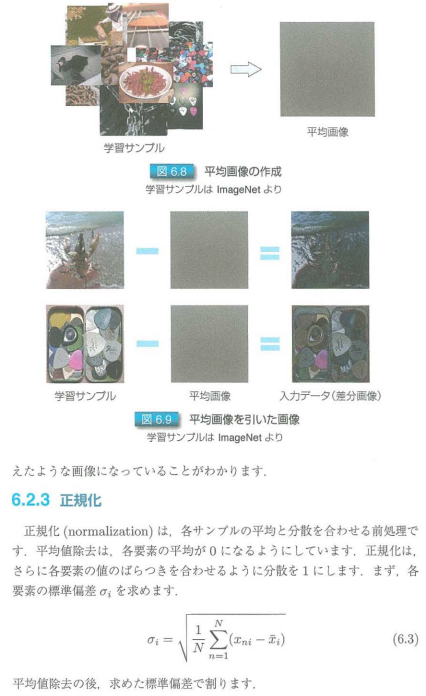 学習サンプル
平均画像
図 6.8 平均画像の作成
学習サンプルは ImageNet より
学習サンプル
平均画像
入力データ(差分画像)
図 6.9 平均画像を引いた画像
学習サンプルは ImageNet より
えたような画像になっていることがわかります．
6.2.3 正規化
正規化 (normalization) は，各サンプルの平均と分散を合わせる前処理で
す．平均値除去は，各要素の平均が 0 になるようにしています．正規化は，
さらに各要素の値のばらつきを合わせるように分散を 1 にします．まず，各
要素の標準偏差 σ_i を求めます．
σ_i = √(1/N ∑_{n=1}^{N} (x_{ni} − x̄_i)) (6.3)
平均値除去の後，求めた標準偏差で割ります．